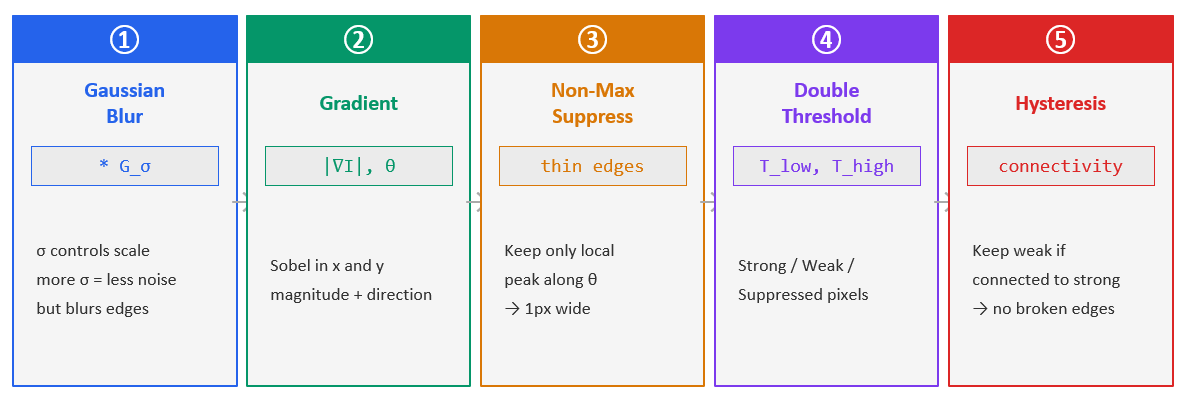 ①
Gaussian
Blur
* G_σ
σ controls scale
more σ = less noise
but blurs edges
②
Gradient
|∇I|, θ
Sobel in x and y
magnitude + direction
③
Non-Max
Suppress
thin edges
Keep only local
peak along θ
→ 1px wide
④
Double
Threshold
T_low, T_high
Strong / Weak /
Suppressed pixels
⑤
Hysteresis
connectivity
Keep weak if
connected to strong
→ no broken edges